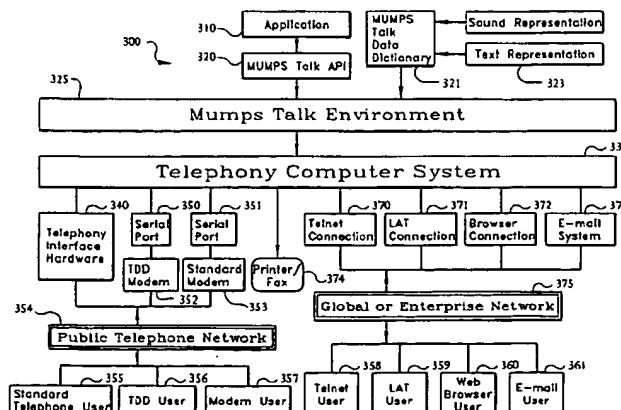 310
Application
MUMPS
Talk
Data
Dictionary
Sound Representation
300
320
MUMPS Talk API
Text Representation
321
323
325
Mumps Talk Environment
Telephony Computer System
340
350
351
370
371
372
Telephony
Interface
Hardware
Serial
Port
Serial
Port
Telnet
Connection
LAT
Connection
Browser
Connection
E-mail
System
TDD
Modem
352
Standard
Modem
353
Printer/
Fax
374
354
375
Global or Enterprise Network
Public Telephone Network
355
356
357
358
359
360
361
Standard
Telephone User
TDD User
Modem User
Telnet
User
LAT
User
Web
Browser
User
E-mail
User